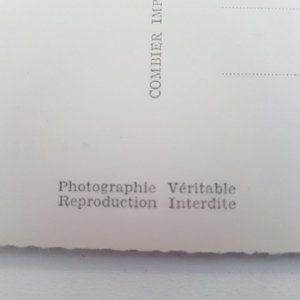 COMBIER IMP
Photographie Véritable
Reproduction Interdite